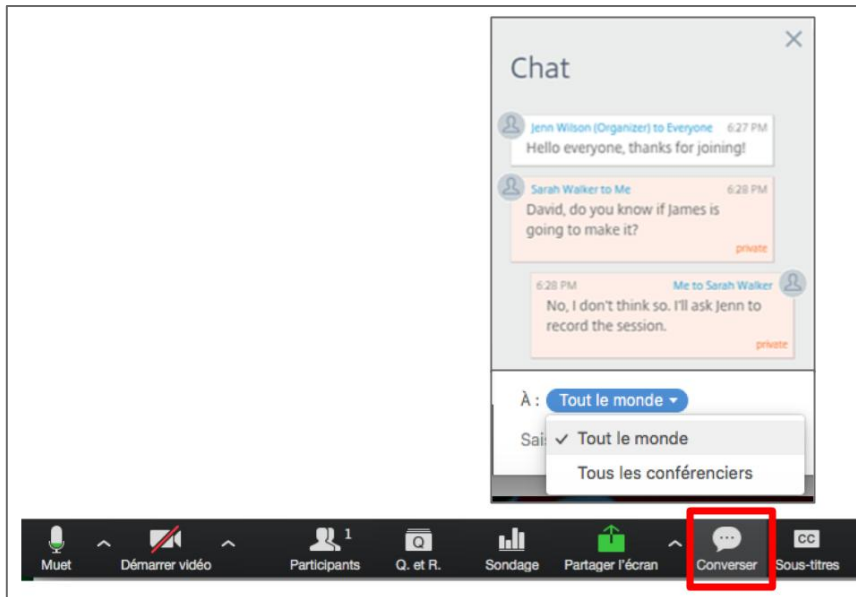 Chat
Jenn Wilson (Organizer) to Everyone 6:27 PM
Hello everyone, thanks for joining!
Sarah Walker to Me 6:28 PM
David, do you know if James is
going to make it?
private
6:28 PM Me to Sarah Walker
No, I don't think so. I'll ask Jenn to
record the session.
private
À : Tout le monde
Sai
Tout le monde
Tous les conférenciers
1
Q
CC
Muet Démarrer vidéo Participants Q. et R. Sondage Partager l'écran Converser Sous-titres